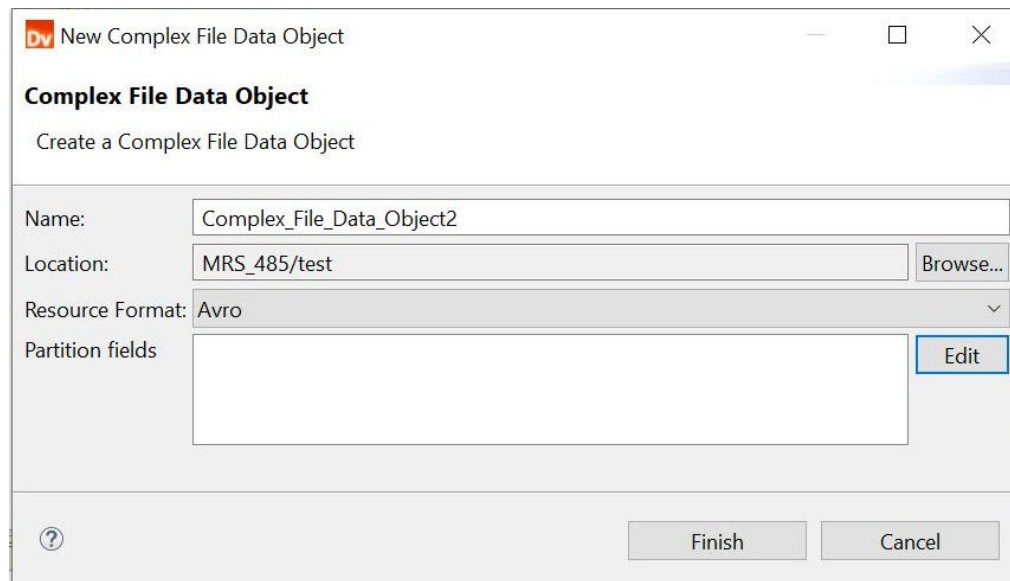 Dv New Complex File Data Object
Complex File Data Object
Create a Complex File Data Object
Name: Complex_File_Data_Object2
Location: MRS_485/test Browse...
Resource Format: Avro
Partition fields Edit
? Finish Cancel